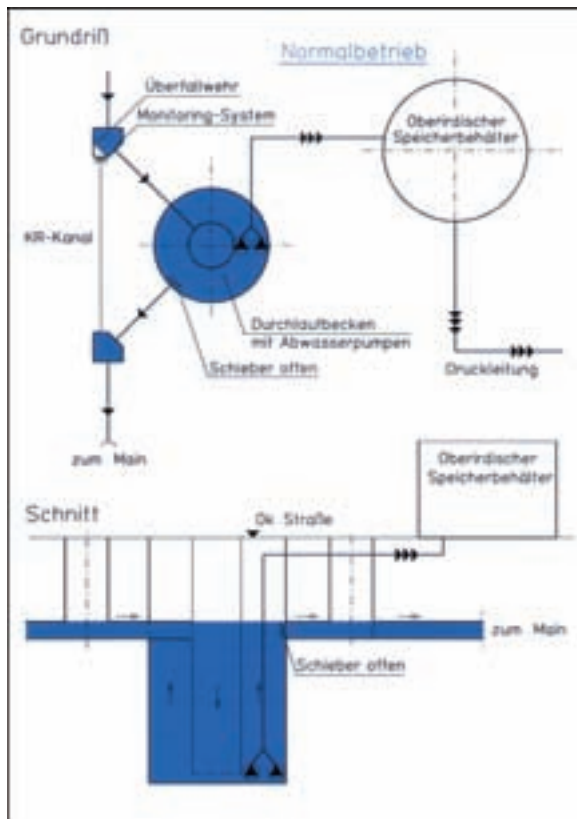 Grundriß
Normalbetrieb
Überfallwehr
Monitoring-System
Oberirdischer
Speicherbehälter
KR-Kanal
Durchlaufbecken
mit Abwasserpumpen
Schieber offen
Druckleitung
zum Main
Oberirdischer
Speicherbehälter
Schnitt
Ok. Straße
zum Main
Schieber offen